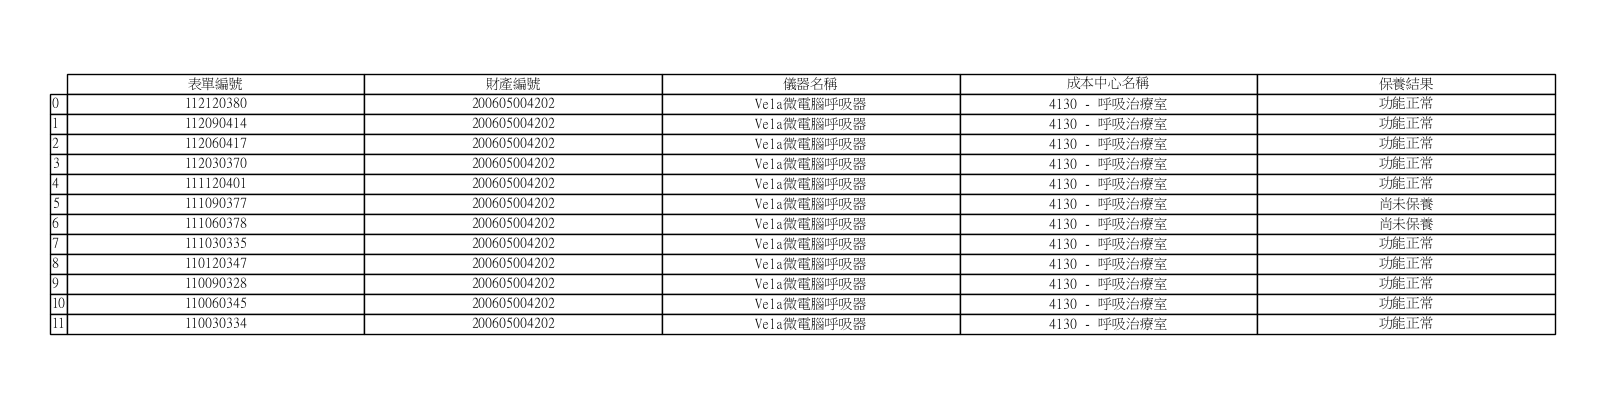 表單編號 財產編號 儀器名稱 成本中心名稱 保養結果
0 112120380 200605004202 Vela微電腦呼吸器 4130 - 呼吸治療室 功能正常
1 112090414 200605004202 Vela微電腦呼吸器 4130 - 呼吸治療室 功能正常
2 112060417 200605004202 Vela微電腦呼吸器 4130 - 呼吸治療室 功能正常
3 112030370 200605004202 Vela微電腦呼吸器 4130 - 呼吸治療室 功能正常
4 111120401 200605004202 Vela微電腦呼吸器 4130 - 呼吸治療室 功能正常
5 111090377 200605004202 Vela微電腦呼吸器 4130 - 呼吸治療室 尚未保養
6 111060378 200605004202 Vela微電腦呼吸器 4130 - 呼吸治療室 尚未保養
7 111030335 200605004202 Vela微電腦呼吸器 4130 - 呼吸治療室 功能正常
8 110120347 200605004202 Vela微電腦呼吸器 4130 - 呼吸治療室 功能正常
9 110090328 200605004202 Vela微電腦呼吸器 4130 - 呼吸治療室 功能正常
10 110060345 200605004202 Vela微電腦呼吸器 4130 - 呼吸治療室 功能正常
11 110030334 200605004202 Vela微電腦呼吸器 4130 - 呼吸治療室 功能正常